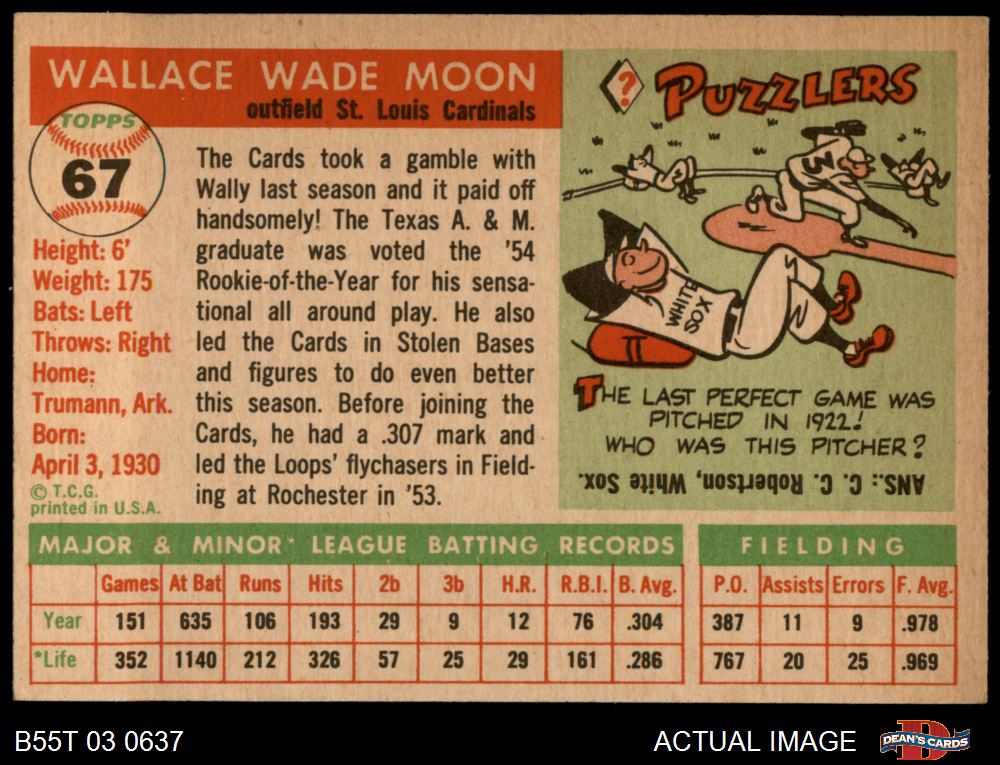 WALLACE WADE MOON
outfield St. Louis Cardinals
TOPPS
67
Height: 6'
Weight: 175
Bats: Left
Throws: Right
Home:
Trumann, Ark.
Born:
April 3, 1930
© T.C.G.
printed in U.S.A.
The Cards took a gamble with
Wally last season and it paid off
handsomely! The Texas A. & M.
graduate was voted the '54
Rookie-of-the-Year for his sensa-
tional all around play. He also
led the Cards in Stolen Bases
and figures to do even better
this season. Before joining the
Cards, he had a .307 mark and
led the Loops' flychasers in Field-
ing at Rochester in '53.
? PUZZLERS
WHITE
SOX
THE LAST PERFECT GAME WAS
PITCHED IN 1922!
WHO WAS THIS PITCHER?
ANS.: C. C. Robertson, White Sox.
MAJOR & MINOR* LEAGUE BATTING RECORDS
Games At Bat Runs Hits 2b 3b H.R. R.B.I. B. Avg.
Year 151 635 106 193 29 9 12 76 .304
*Life 352 1140 212 326 57 25 29 161 .286
FIELDING
P.O. Assists Errors F. Avg.
387 11 9 .978
767 20 25 .969
B55T 03 0637
ACTUAL IMAGE
D
DEAN'S CARDS